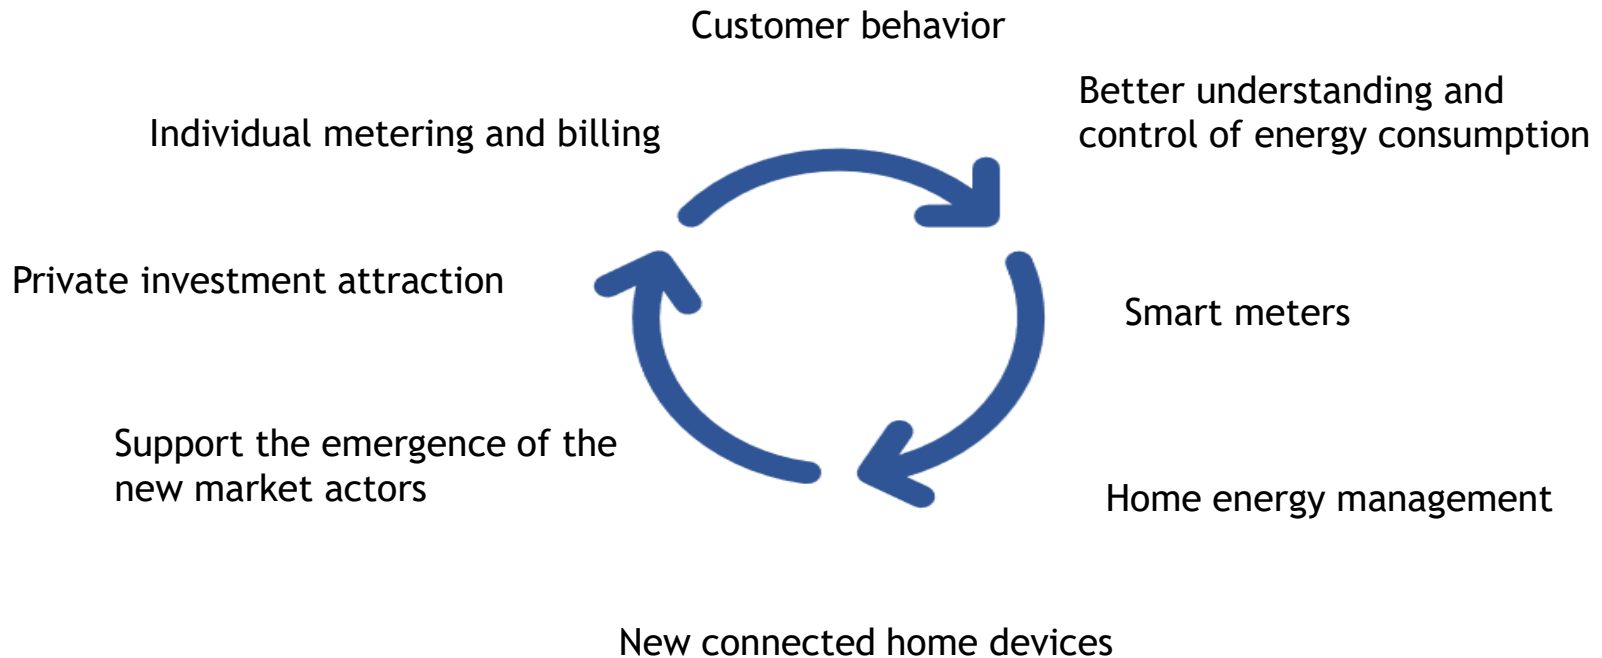 Customer behavior
Better understanding and
control of energy consumption
Individual metering and billing
Private investment attraction
Smart meters
Support the emergence of the
new market actors
Home energy management
New connected home devices